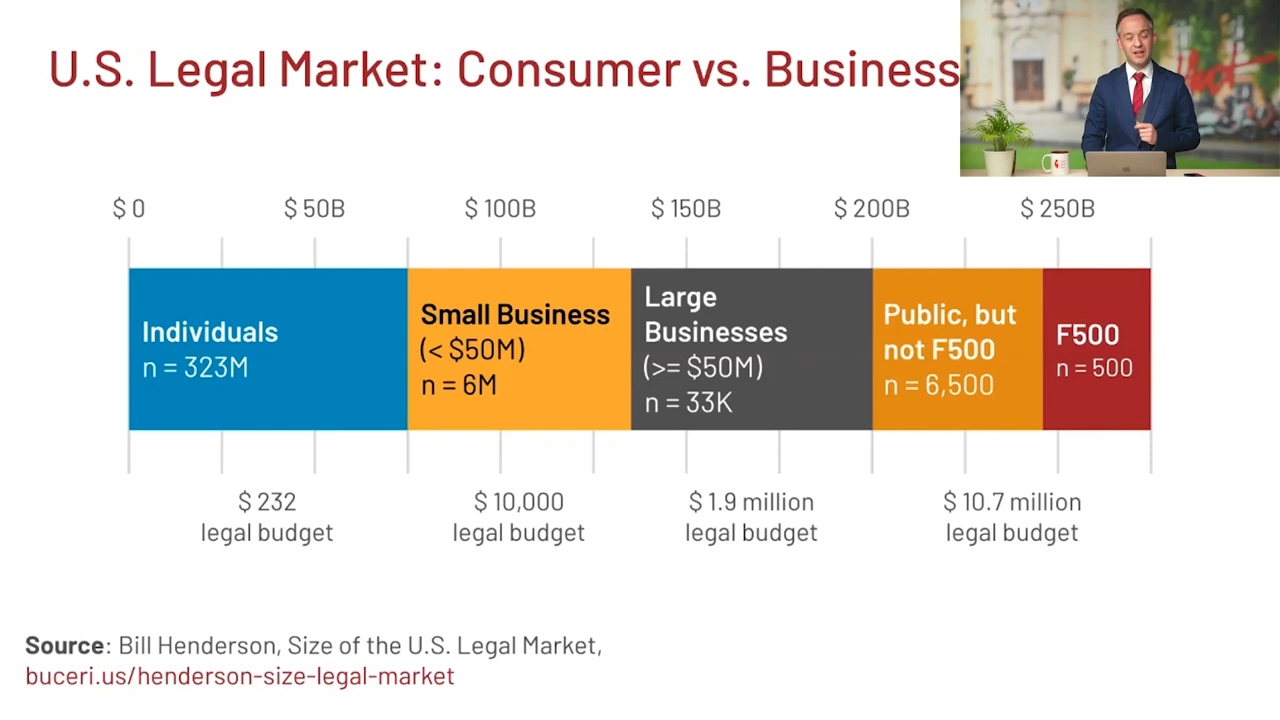 U.S. Legal Market: Consumer vs. Business
$ 0
$ 50B
$ 100B
$ 150B
$ 200B
$ 250B
Individuals
n = 323M
Small Business
(< $50M)
n = 6M
Large
Businesses
(>= $50M)
n = 33K
Public, but
not F500
n = 6,500
F500
n = 500
$ 232
legal budget
$ 10,000
legal budget
$ 1.9 million
legal budget
$ 10.7 million
legal budget
Source: Bill Henderson, Size of the U.S. Legal Market,
buceri.us/henderson-size-legal-market